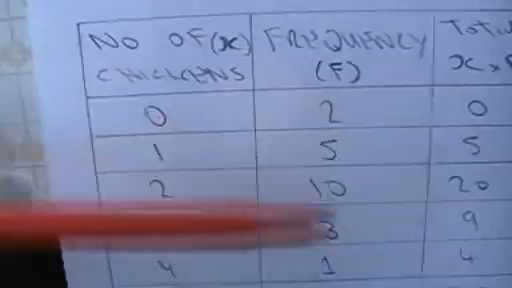 NO OF(x) FREQUENCY
CHICKENS (F) x x
0 2 0
1 5 5
2 10 20
3 9
4 1 4